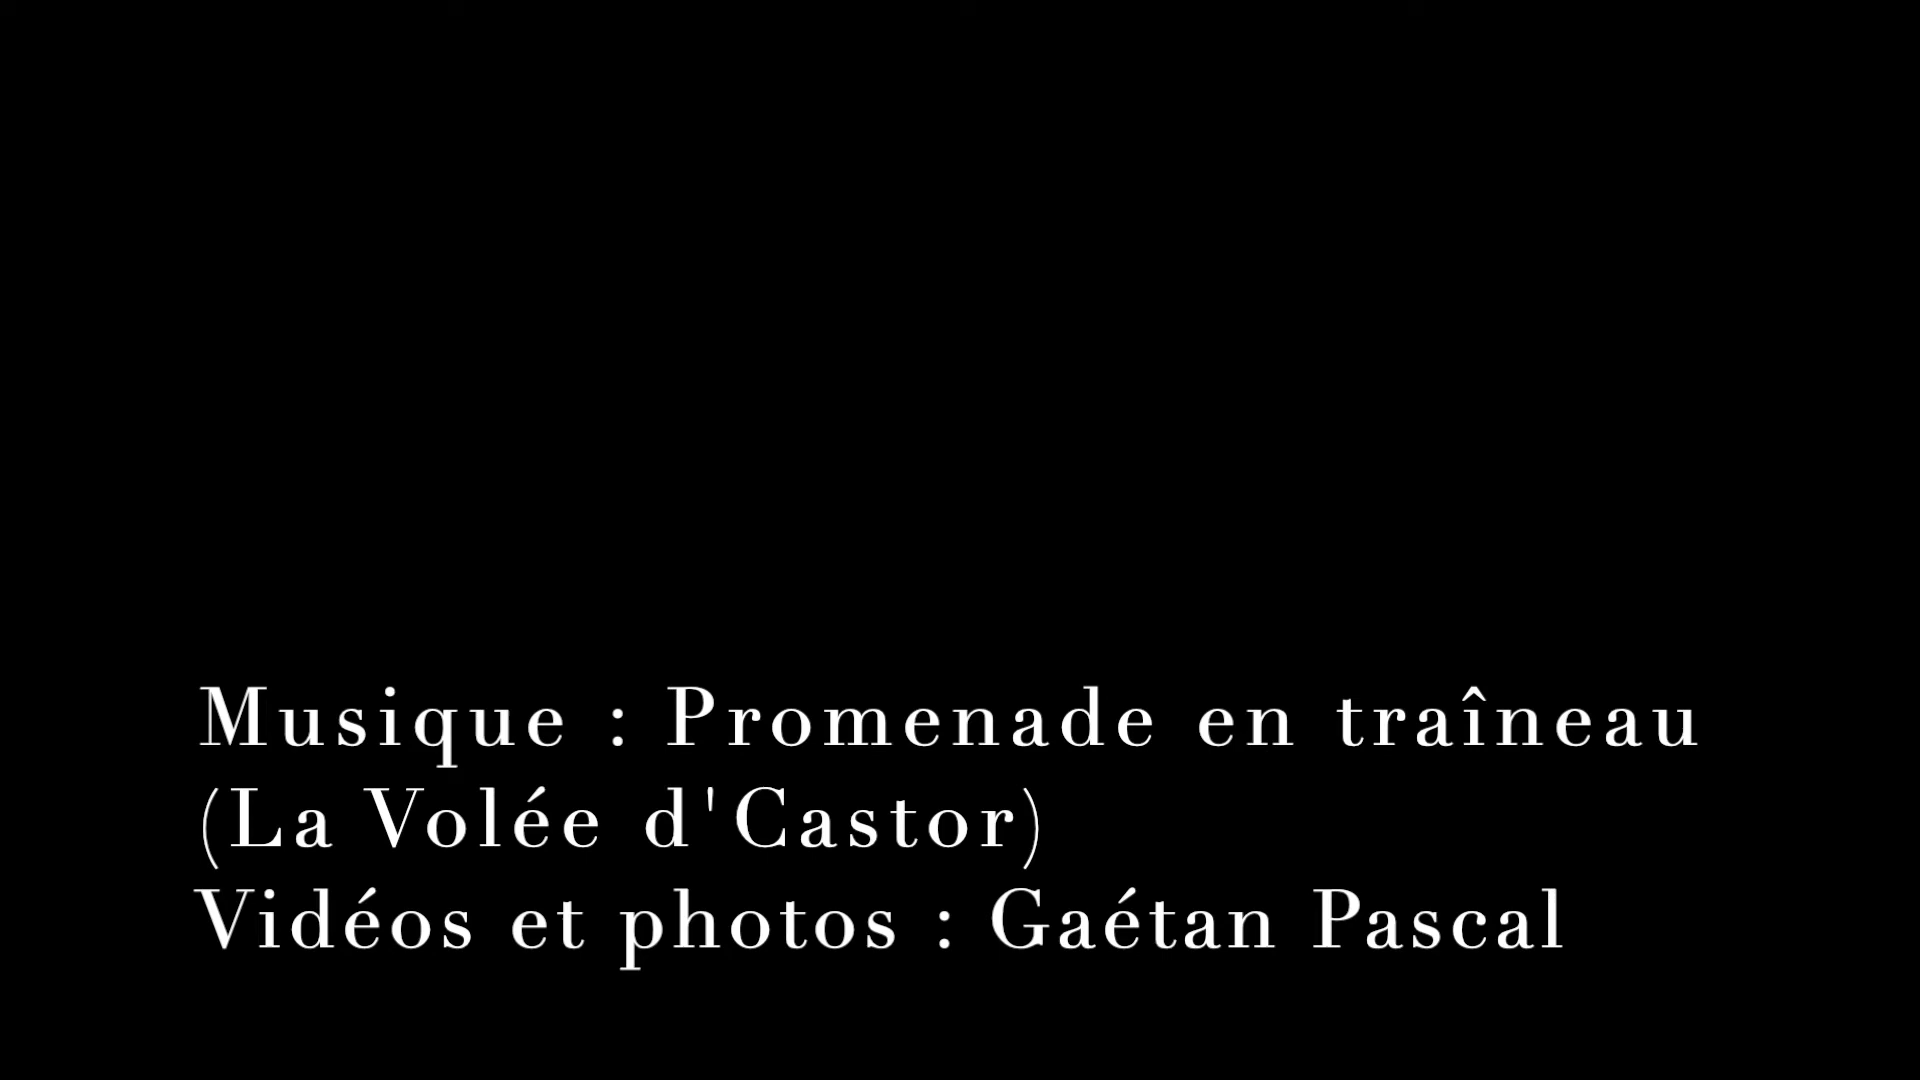 Musique : Promenade en traîneau
(La Volée d'Castor)
Vidéos et photos : Gaétan Pascal